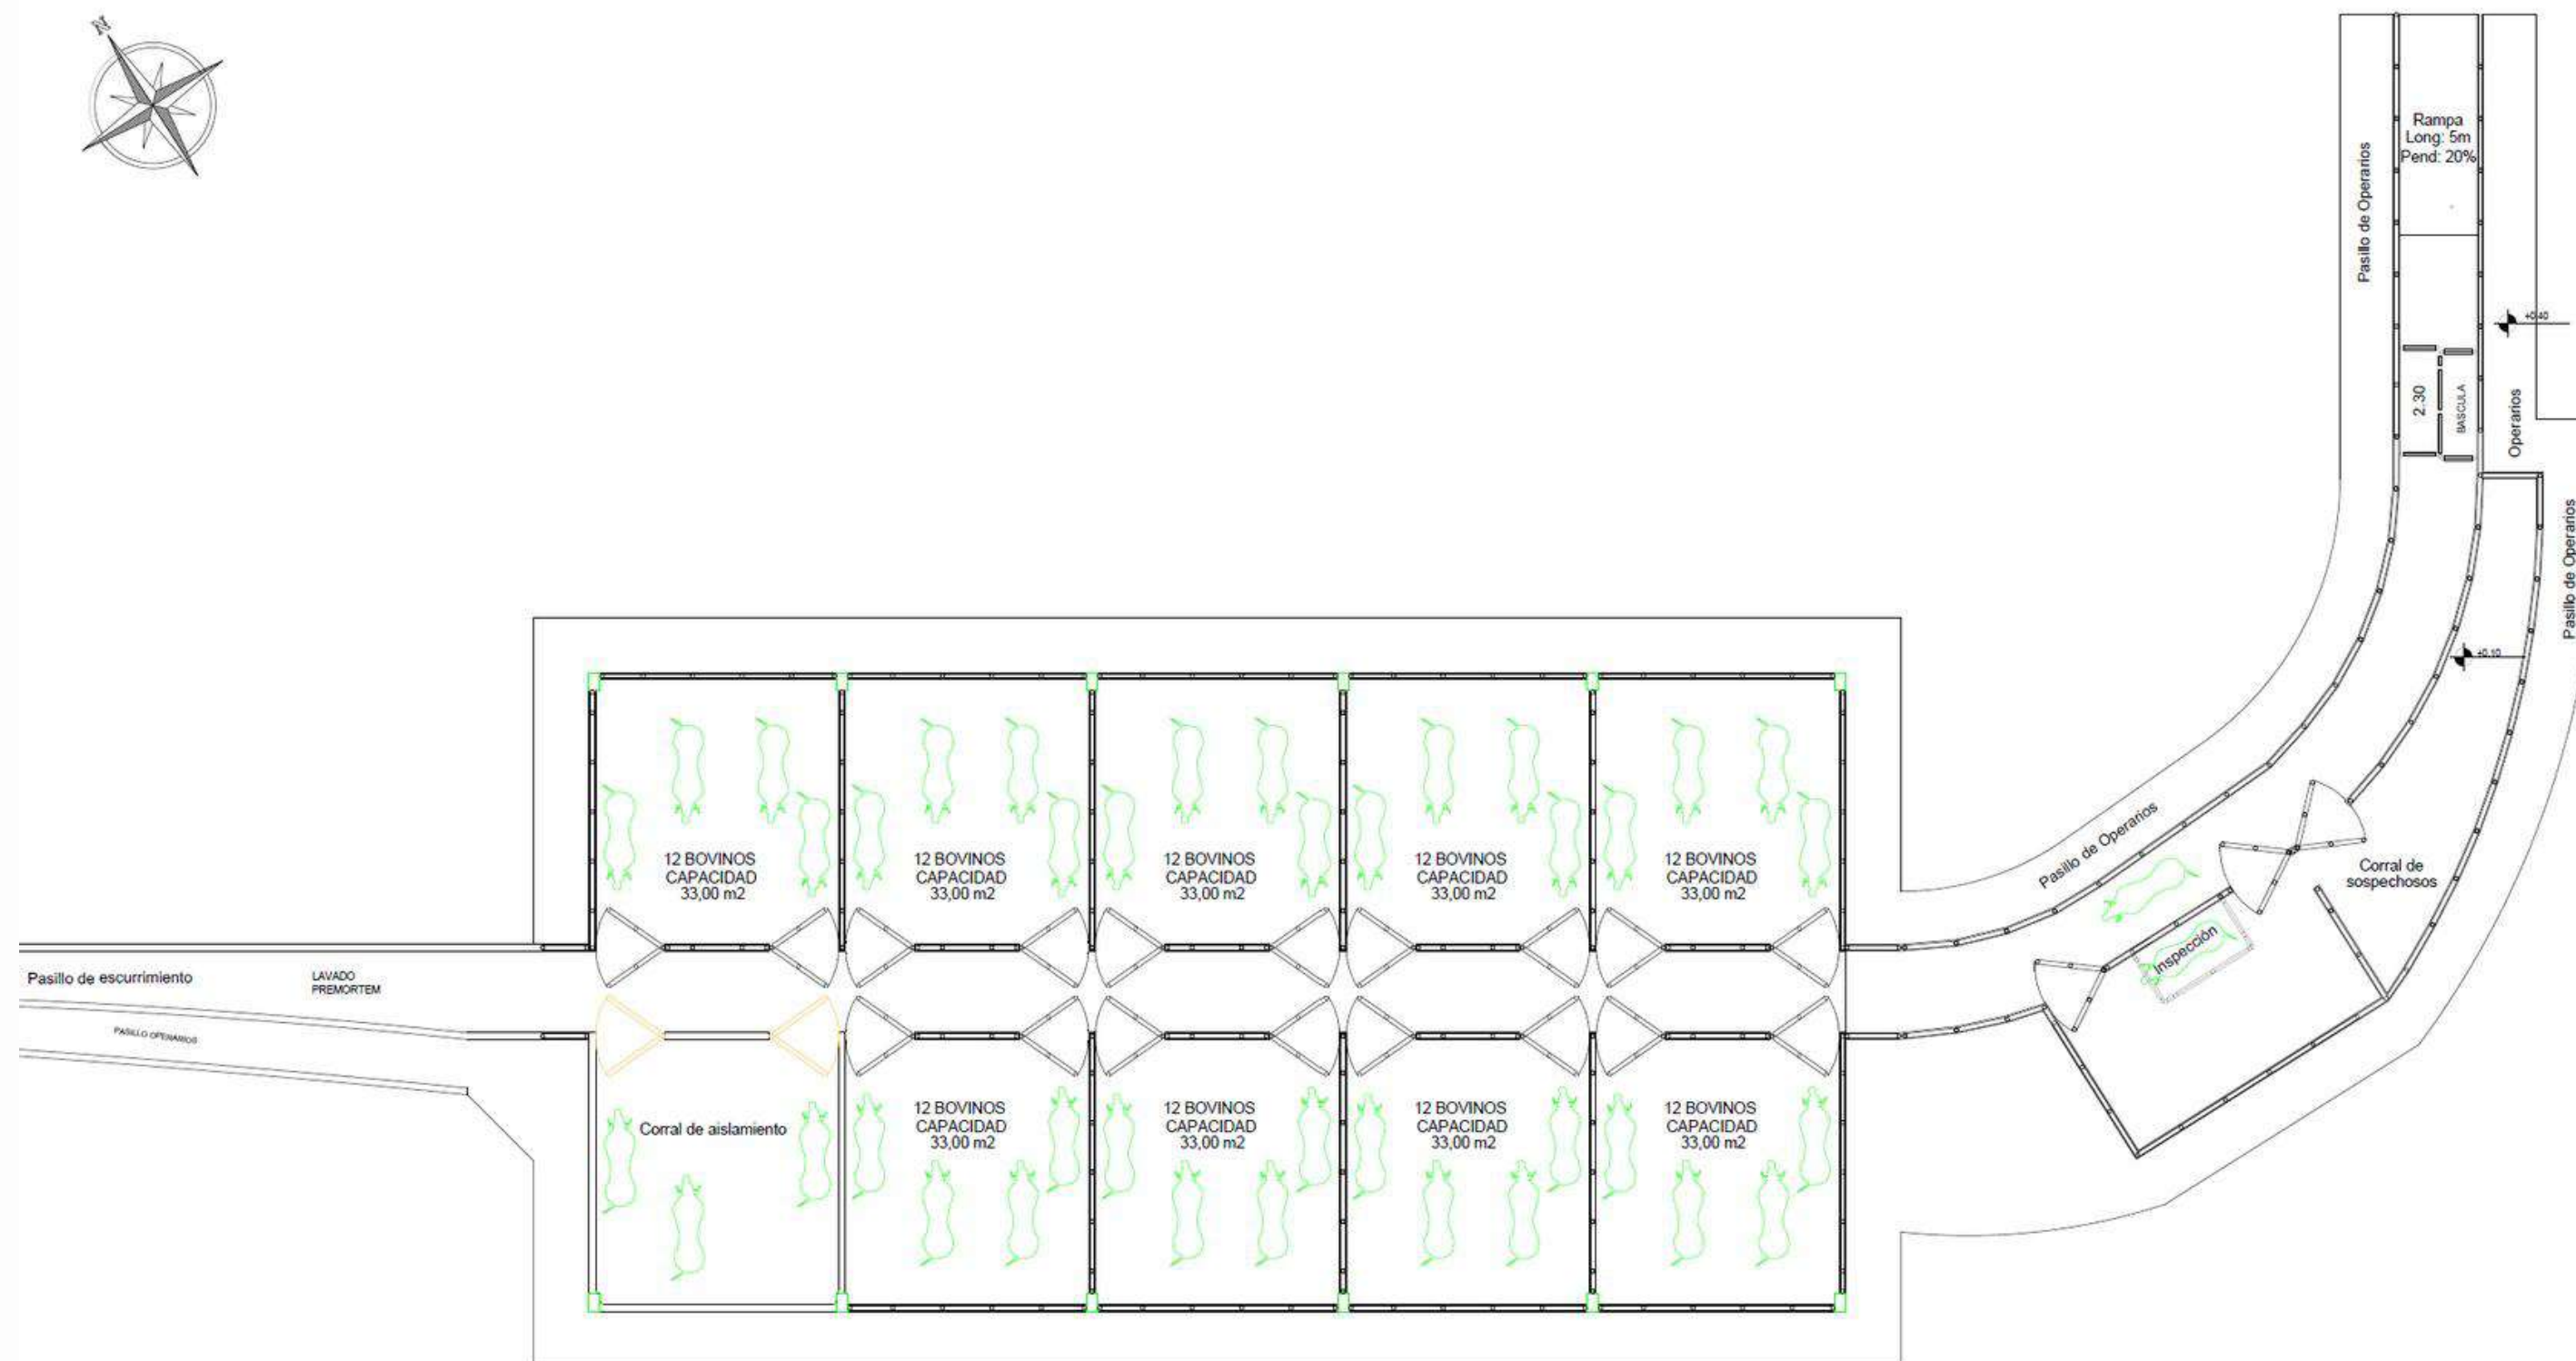 N
Rampa
Long: 5m
Pend: 20%
Pasillo de Operarios
+0.40
2.30
BASCULA
Operarios
Pasillo de Operarios
+0.10
12 BOVINOS
CAPACIDAD
33,00 m2
12 BOVINOS
CAPACIDAD
33,00 m2
12 BOVINOS
CAPACIDAD
33,00 m2
12 BOVINOS
CAPACIDAD
33,00 m2
12 BOVINOS
CAPACIDAD
33,00 m2
Pasillo de Operarios
Corral de
sospechosos
Inspección
Pasillo de escurrimiento
LAVADO
PREMORTEM
PASILLO OPERARIOS
Corral de aislamiento
12 BOVINOS
CAPACIDAD
33,00 m2
12 BOVINOS
CAPACIDAD
33,00 m2
12 BOVINOS
CAPACIDAD
33,00 m2
12 BOVINOS
CAPACIDAD
33,00 m2